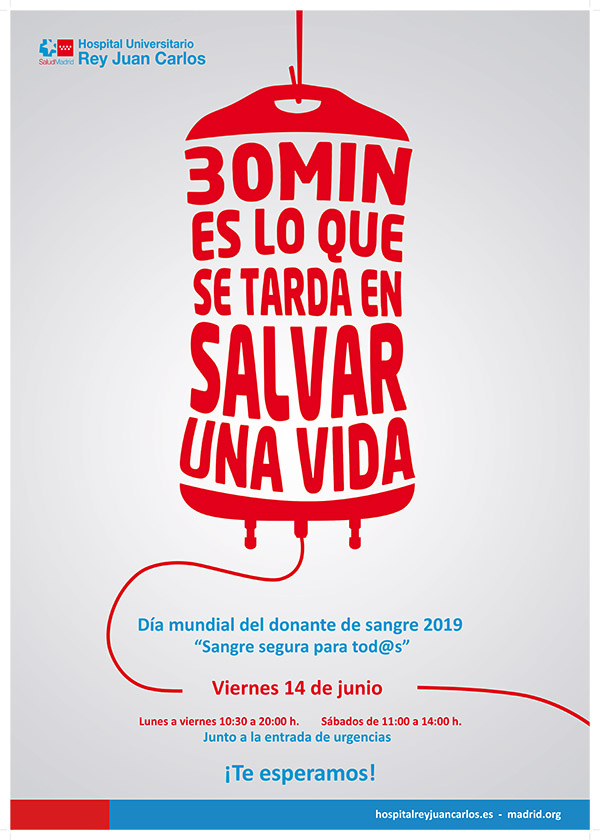 Hospital Universitario
SaludMadrid Rey Juan Carlos
30MIN
ES LO QUE
SE TARDA EN
SALVAR
UNA VIDA
Día mundial del donante de sangre 2019
“Sangre segura para tod@s”
Viernes 14 de junio
Lunes a viernes 10:30 a 20:00 h. Sábados de 11:00 a 14:00 h.
Junto a la entrada de urgencias
¡Te esperamos!
hospitalreyjuancarlos.es - madrid.org